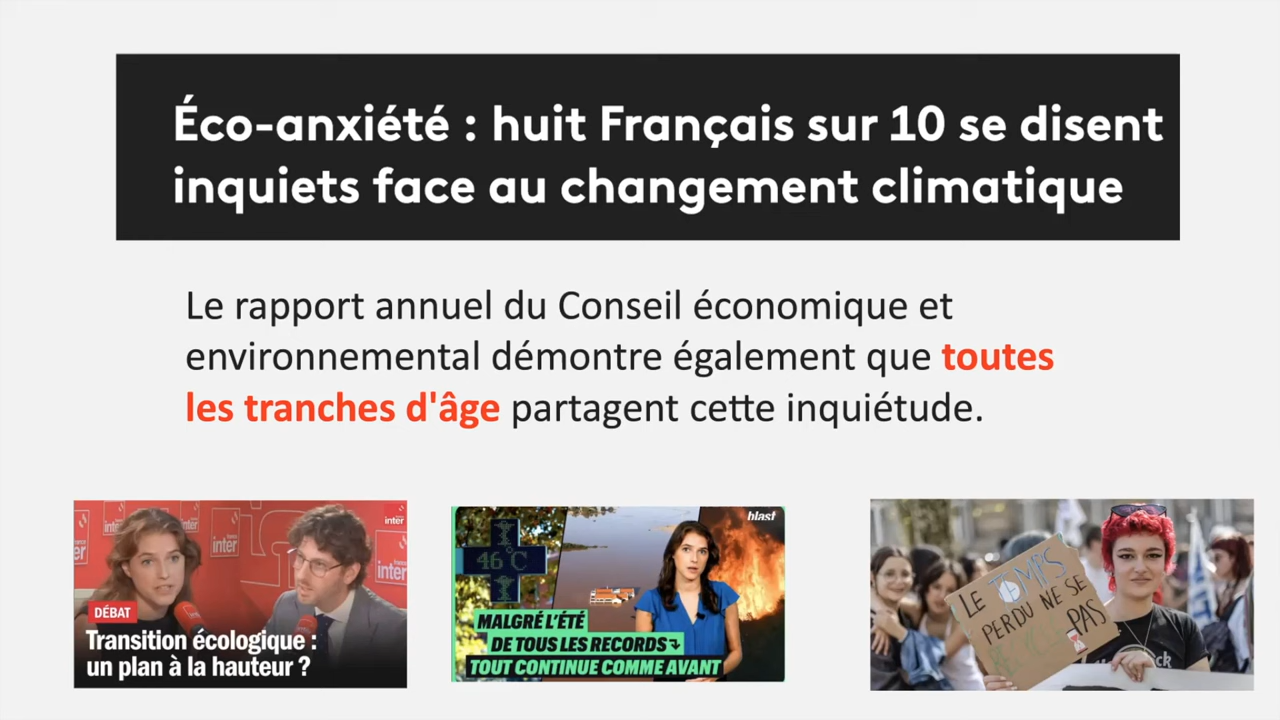 Éco-anxiété : huit Français sur 10 se disent
inquiets face au changement climatique
Le rapport annuel du Conseil économique et
environnemental démontre également que toutes
les tranches d'âge partagent cette inquiétude.
inter
inter
inter
inter
DÉBAT
Transition écologique :
un plan à la hauteur ?
blast
46°C
MALGRÉ L'ÉTÉ
DE TOUS LES RECORDS
TOUT CONTINUE COMME AVANT
LE TEMPS
PERDU NE SE
PAS